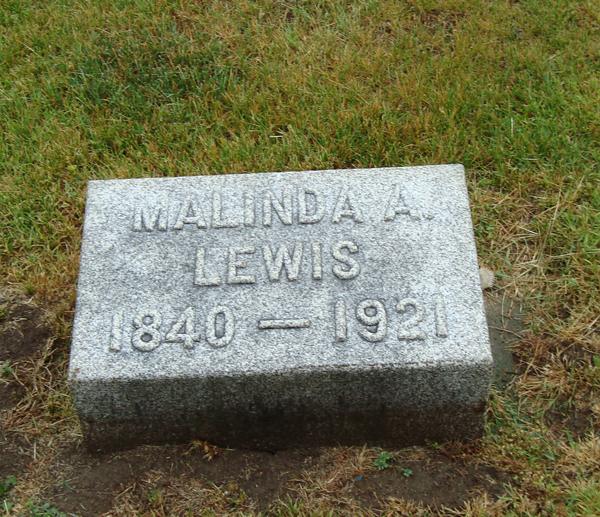 MALINDA A.
LEWIS
1840 — 1921